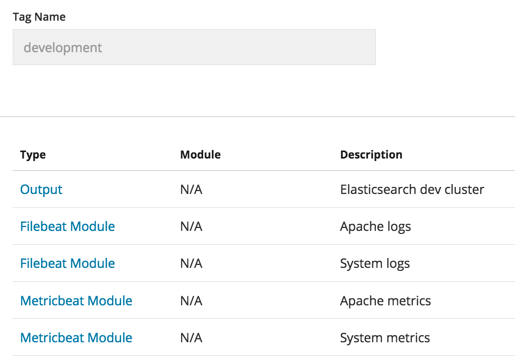 Tag Name
development
Type Module Description
Output N/A Elasticsearch dev cluster
Filebeat Module N/A Apache logs
Filebeat Module N/A System logs
Metricbeat Module N/A Apache metrics
Metricbeat Module N/A System metrics